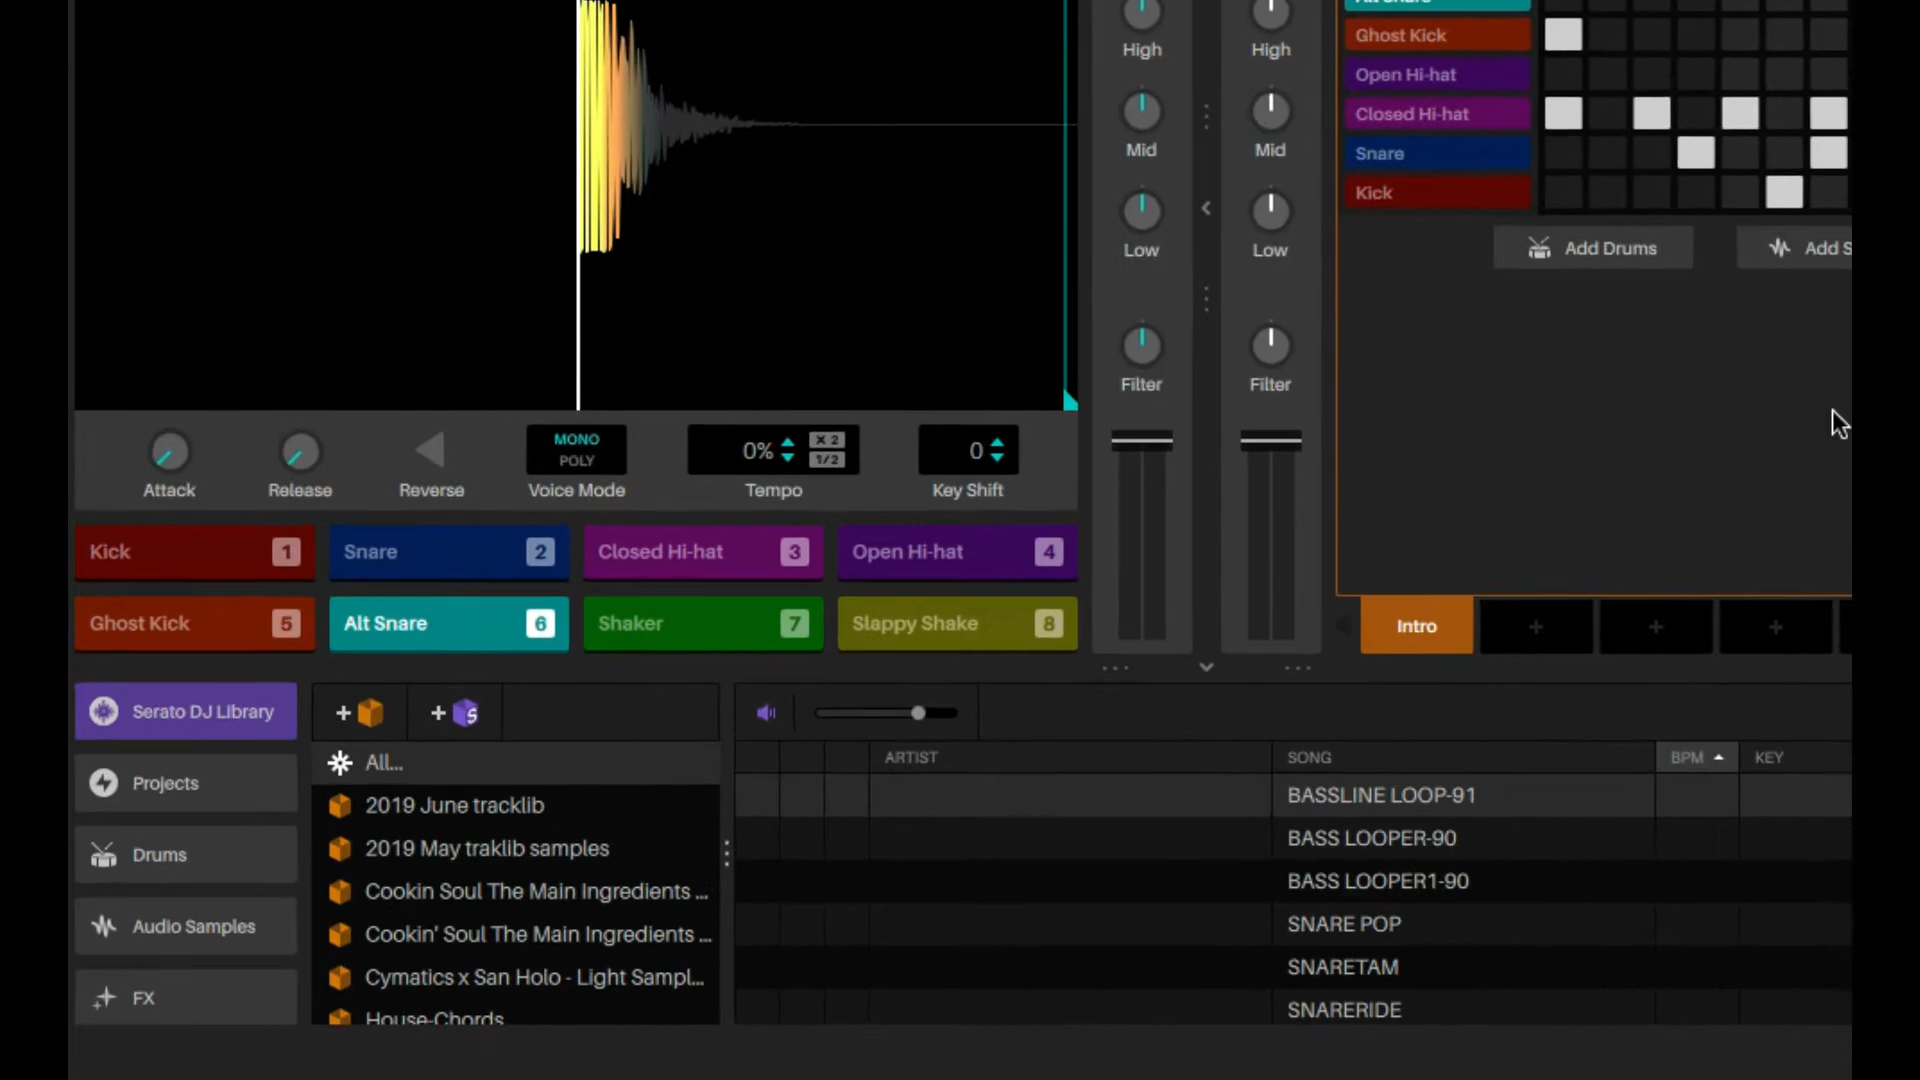 High
High
Mid
Mid
Low
Low
Filter
Filter
Alt Snare
Ghost Kick
Open Hi-hat
Closed Hi-hat
Snare
Kick
Add Drums
Add S
MONO
POLY
0%
X 2
1/2
0
Attack
Release
Reverse
Voice Mode
Tempo
Key Shift
Kick 1
Snare 2
Closed Hi-hat 3
Open Hi-hat 4
Ghost Kick 5
Alt Snare 6
Shaker 7
Slappy Shake 8
Intro
+
+
+
Serato DJ Library
Projects
Drums
Audio Samples
FX
+
+ S
All...
2019 June tracklib
2019 May traklib samples
Cookin Soul The Main Ingredients ...
Cookin' Soul The Main Ingredients ...
Cymatics x San Holo - Light Sampl...
House-Chords
ARTIST
SONG
BPM
KEY
BASSLINE LOOP-91
BASS LOOPER-90
BASS LOOPER1-90
SNARE POP
SNARETAM
SNARERIDE